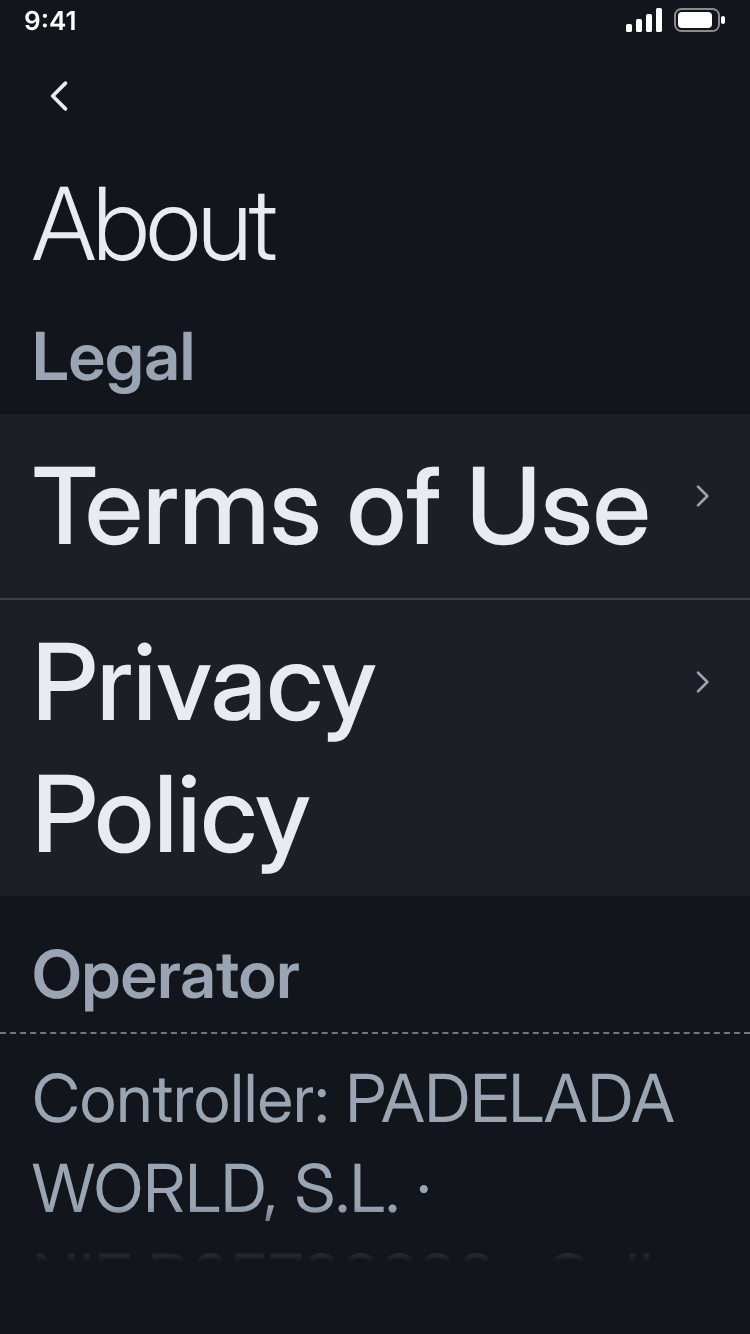 9:41
About
Legal
Terms of Use
Privacy
Policy
Operator
Controller: PADELADA
WORLD, S.L. ·